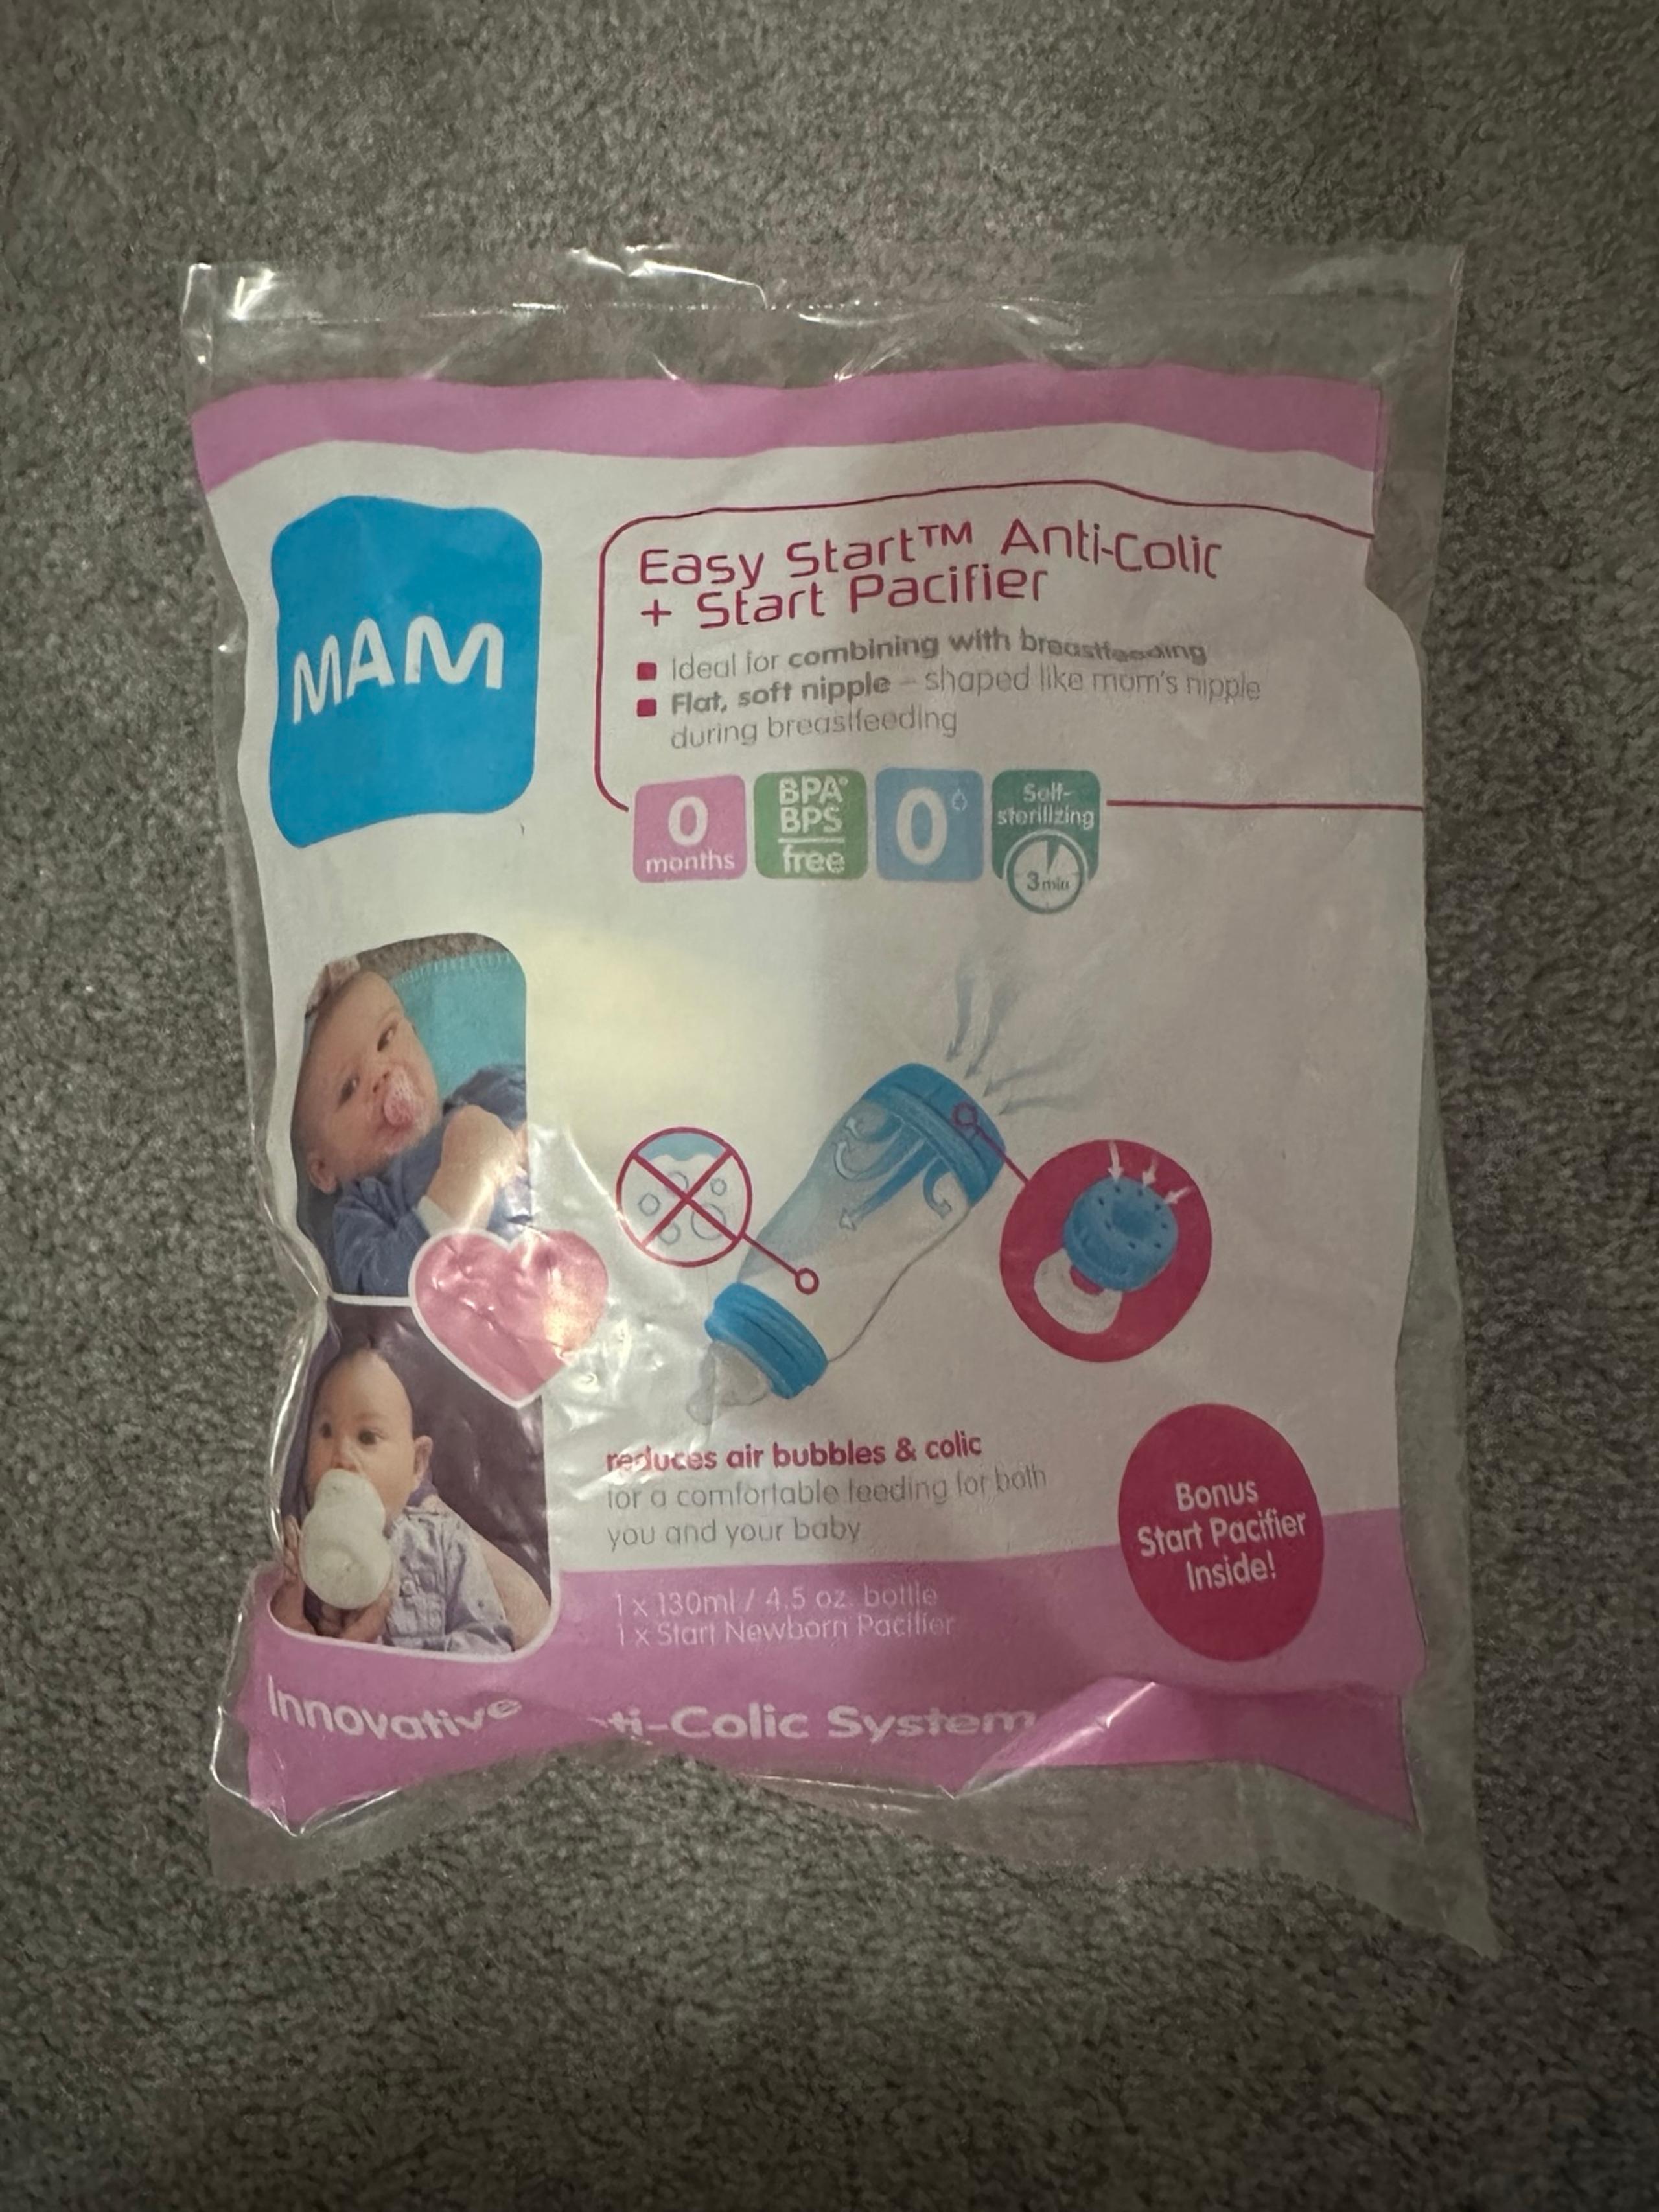 MAM
Easy Start™ Anti-Colic
+ Start Pacifier
Ideal for combining with breastfeeding
Flat, soft nipple – shaped like mom's nipple
during breastfeeding
0
months
BPA
BPS
free
0
Self-
sterilizing
3 min
reduces air bubbles & colic
for a comfortable feeding for both
you and your baby
Bonus
Start Pacifier
Inside!
1 x 130ml / 4.5 oz. bottle
1 x Start Newborn Pacifier
Innovative ti-Colic System